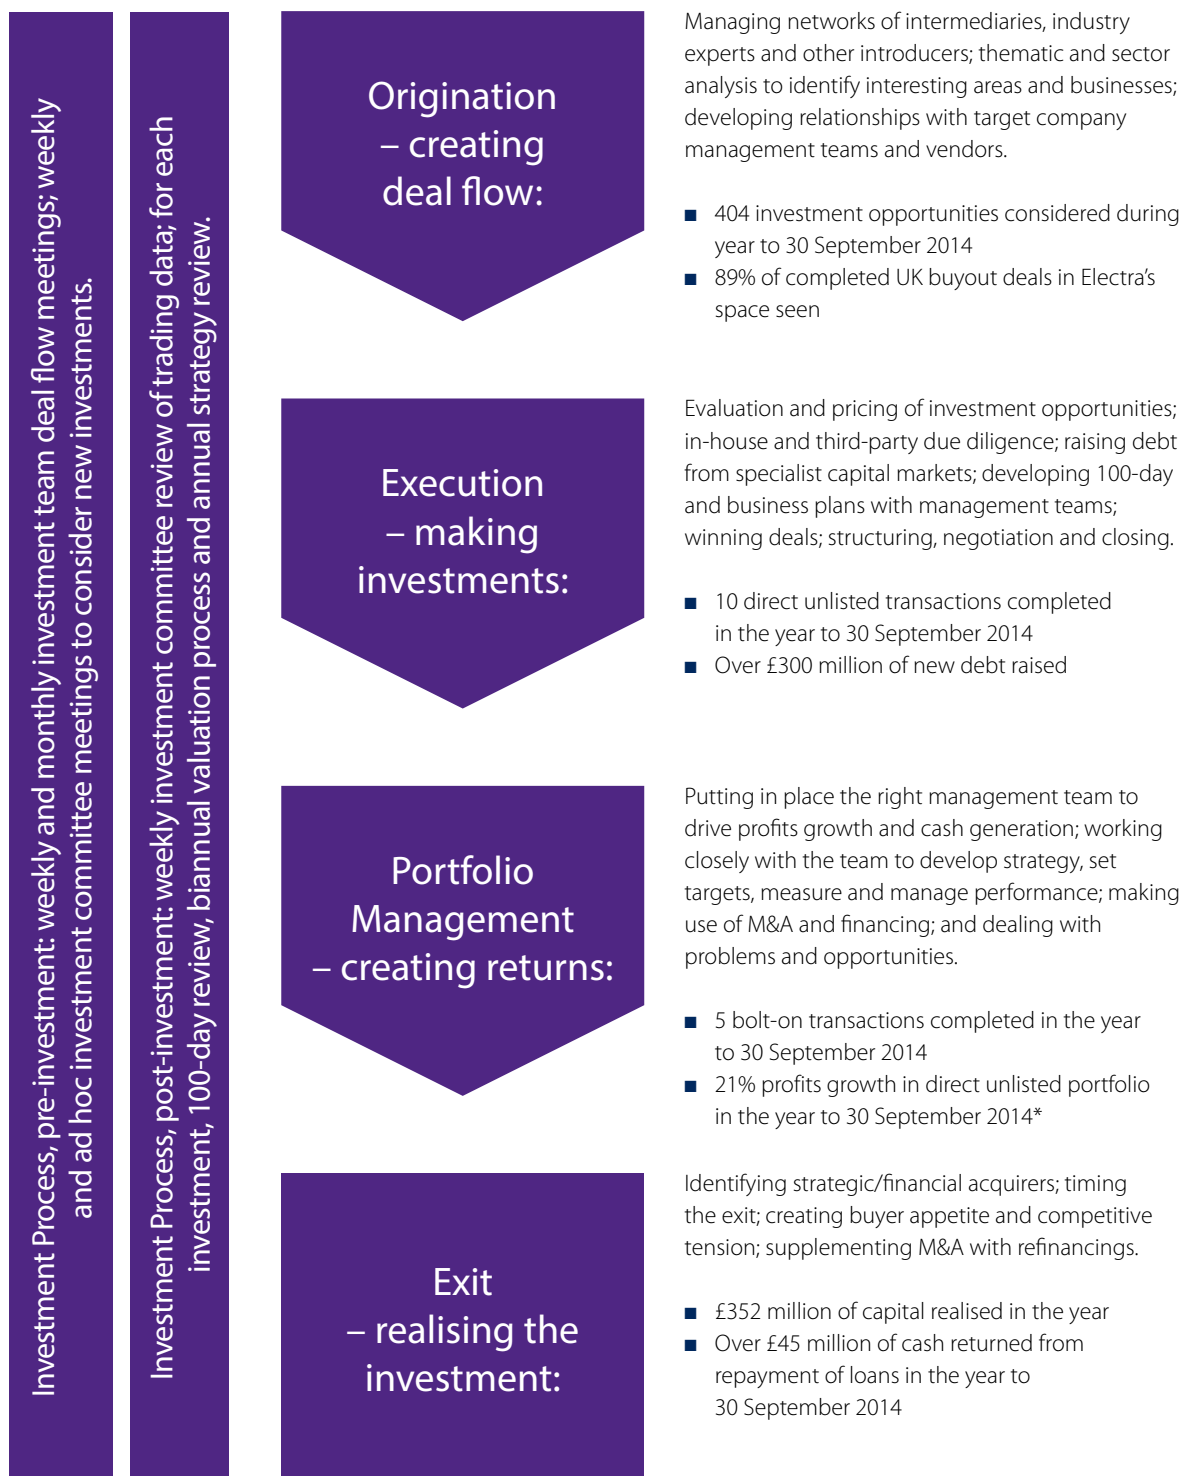 Investment Process, pre-investment: weekly and monthly investment team deal flow meetings; weekly
and ad hoc investment committee meetings to consider new investments.
Investment Process, post-investment: weekly investment committee review of trading data; for each
investment, 100-day review, biannual valuation process and annual strategy review.
Origination
– creating
deal flow:
Managing networks of intermediaries, industry
experts and other introducers; thematic and sector
analysis to identify interesting areas and businesses;
developing relationships with target company
management teams and vendors.
■ 404 investment opportunities considered during
year to 30 September 2014
■ 89% of completed UK buyout deals in Electra’s
space seen
Execution
– making
investments:
Evaluation and pricing of investment opportunities;
in-house and third-party due diligence; raising debt
from specialist capital markets; developing 100-day
and business plans with management teams;
winning deals; structuring, negotiation and closing.
■ 10 direct unlisted transactions completed
in the year to 30 September 2014
■ Over £300 million of new debt raised
Portfolio
Management
– creating returns:
Putting in place the right management team to
drive profits growth and cash generation; working
closely with the team to develop strategy, set
targets, measure and manage performance; making
use of M&A and financing; and dealing with
problems and opportunities.
■ 5 bolt-on transactions completed in the year
to 30 September 2014
■ 21% profits growth in direct unlisted portfolio
in the year to 30 September 2014*
Exit
– realising the
investment:
Identifying strategic/financial acquirers; timing
the exit; creating buyer appetite and competitive
tension; supplementing M&A with refinancings.
■ £352 million of capital realised in the year
■ Over £45 million of cash returned from
repayment of loans in the year to
30 September 2014